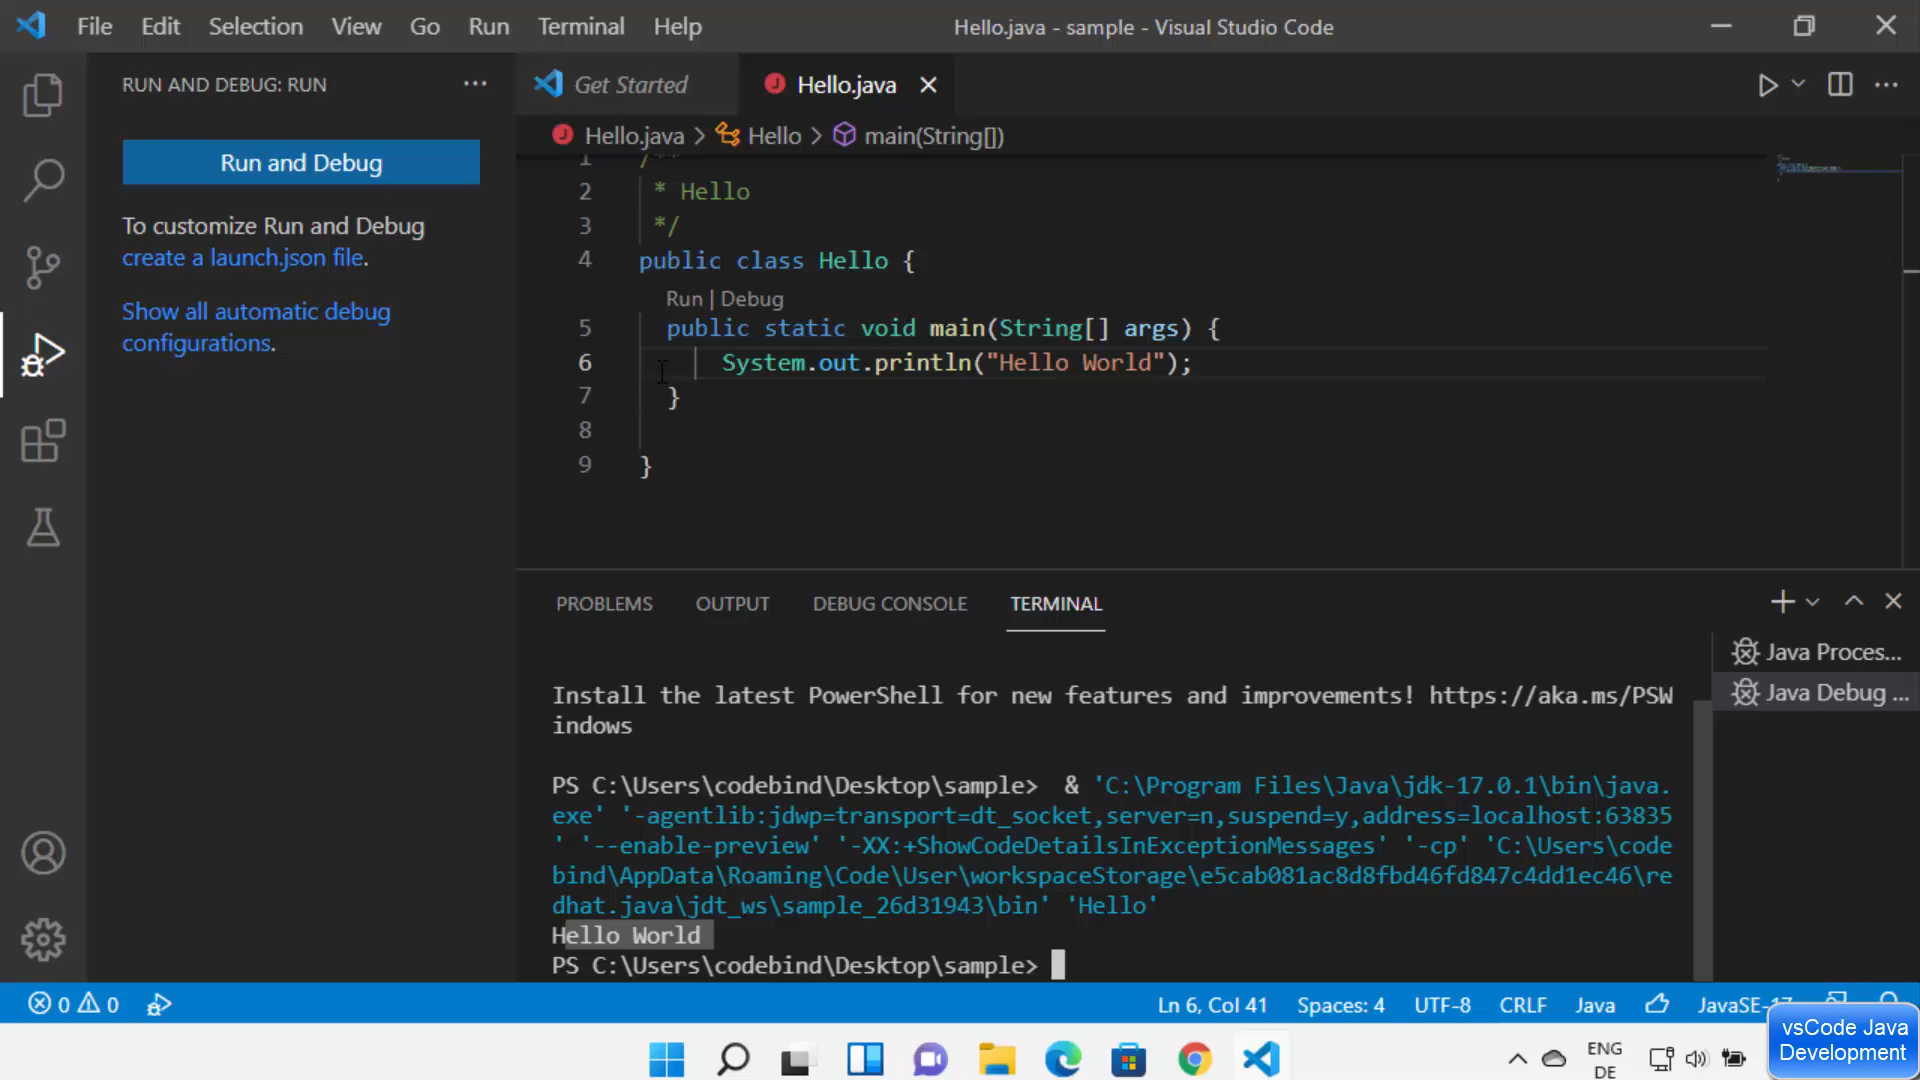 File Edit Selection View Go Run Terminal Help
Hello.java - sample - Visual Studio Code
RUN AND DEBUG: RUN
Run and Debug
To customize Run and Debug
create a launch.json file.
Show all automatic debug
configurations.
Get Started
Hello.java
Hello.java > Hello > main(String[])
1 /**
2 * Hello
3 */
4 public class Hello {
Run | Debug
5 public static void main(String[] args) {
6 System.out.println("Hello World");
7 }
8
9 }
PROBLEMS OUTPUT DEBUG CONSOLE TERMINAL
Java Proces...
Java Debug ...
Install the latest PowerShell for new features and improvements! https://aka.ms/PSW
indows
PS C:\Users\codebind\Desktop\sample>  & 'C:\Program Files\Java\jdk-17.0.1\bin\java.
exe' '-agentlib:jdwp=transport=dt_socket,server=n,suspend=y,address=localhost:63835
' '--enable-preview' '-XX:+ShowCodeDetailsInExceptionMessages' '-cp' 'C:\Users\code
bind\AppData\Roaming\Code\User\workspaceStorage\e5cab081ac8d8fbd46fd847c4dd1ec46\re
dhat.java\jdt_ws\sample_26d31943\bin' 'Hello'
Hello World
PS C:\Users\codebind\Desktop\sample>
0 0
Ln 6, Col 41 Spaces: 4 UTF-8 CRLF Java JavaSE-17
vsCode Java
Development
ENG
DE